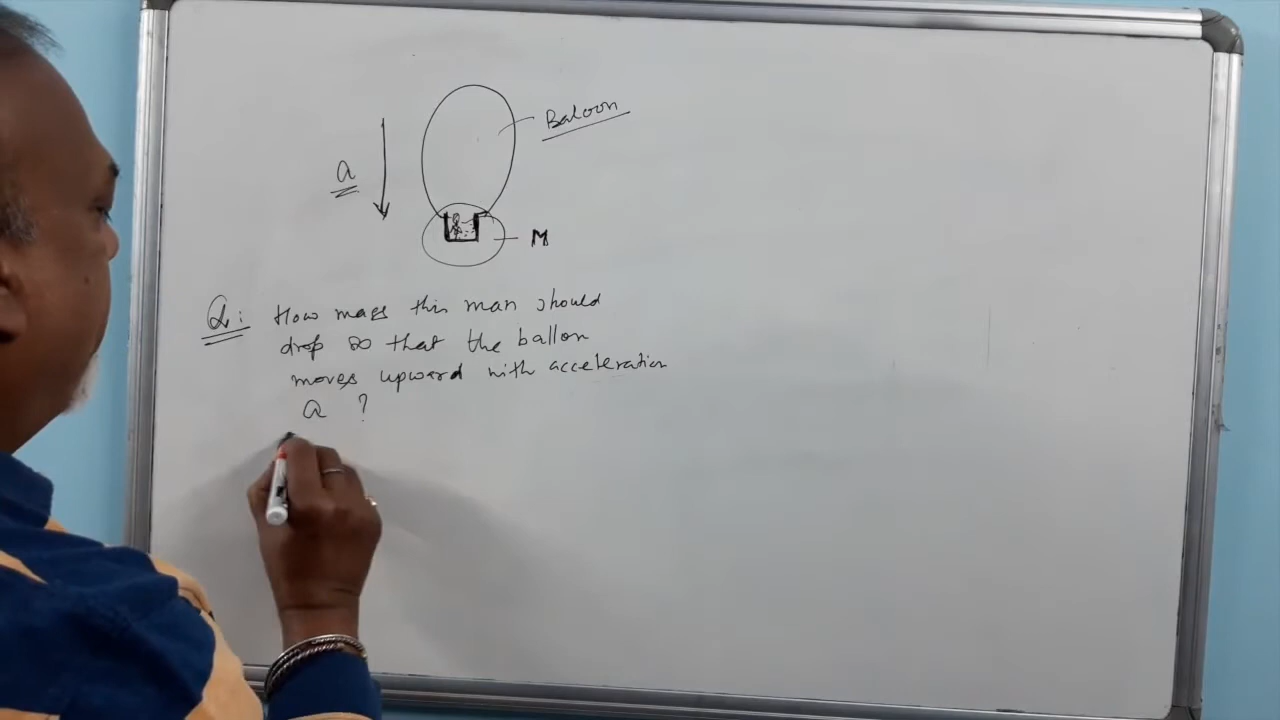 Baloon
a
M
Q: How mass this man should
drop so that the ballon
moves upward with acceleration
a ?